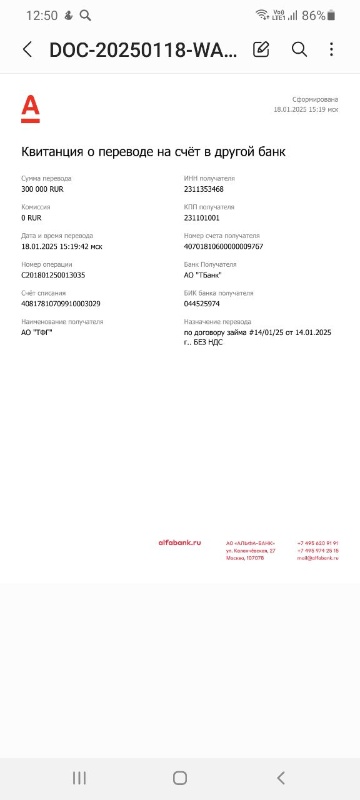 12:50
Vo)) LTE1 86%
DOC-20250118-WA...
Сформирована
18.01.2025 15:19 мск
Квитанция о переводе на счёт в другой банк
Сумма перевода
300 000 RUR
Комиссия
0 RUR
Дата и время перевода
18.01.2025 15:19:42 мск
Номер операции
C201801250013035
Счёт списания
40817810709910003029
Наименование получателя
АО "ТФГ"
ИНН получателя
2311353468
КПП получателя
231101001
Номер счета получателя
40701810600000009767
Банк Получателя
АО "ТБанк"
БИК банка получателя
044525974
Назначение перевода
по договору займа #14/01/25 от 14.01.2025
г.. БЕЗ НДС
alfabank.ru
АО «АЛЬФА-БАНК»
ул. Каланчёвская, 27
Москва, 107078
+7 495 620 91 91
+7 495 974 25 15
mail@alfabank.ru